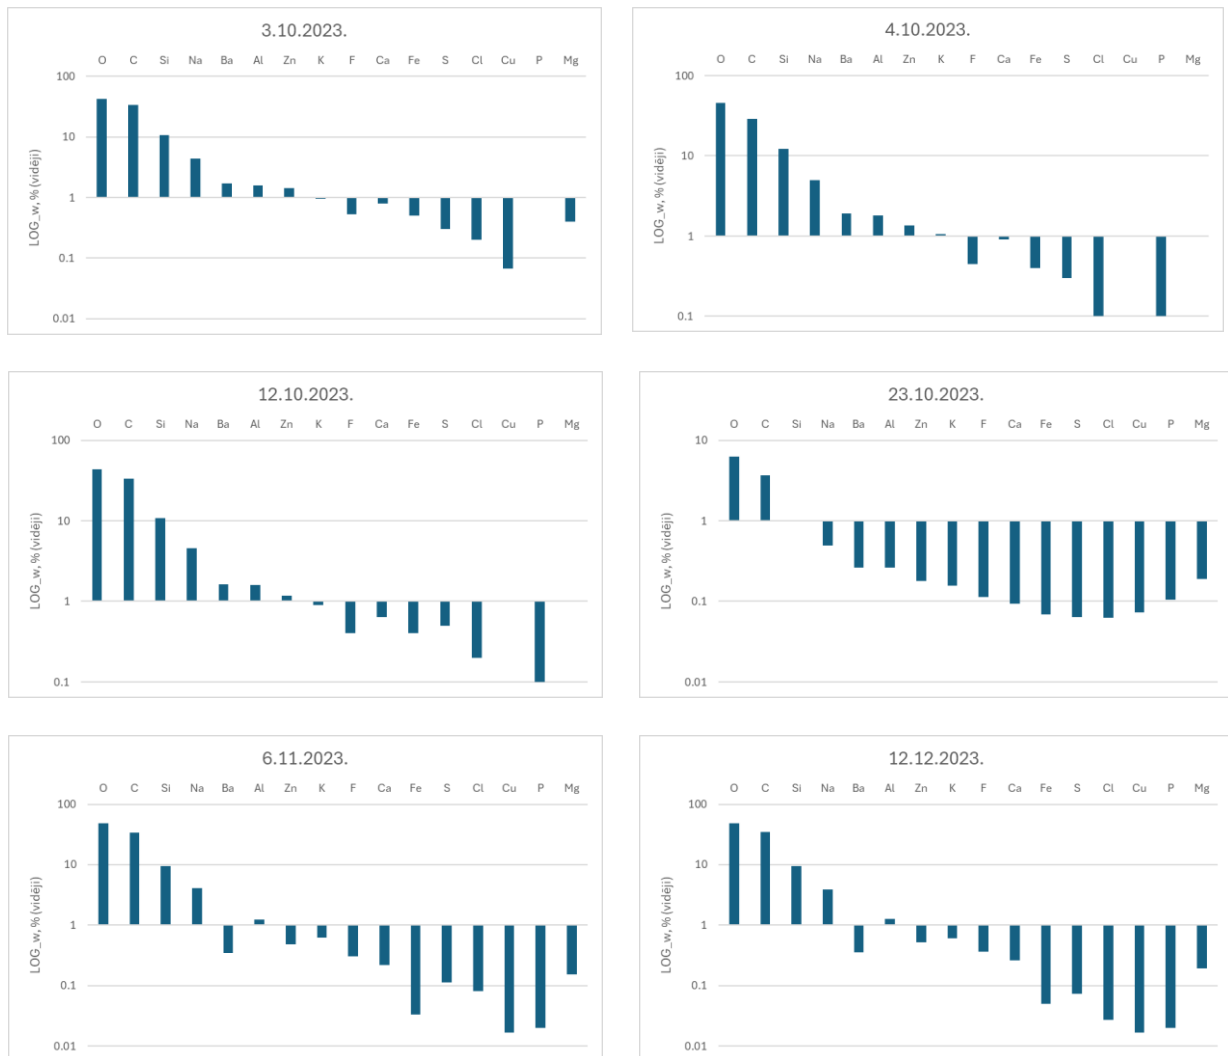 3.10.2023.
O C Si Na Ba Al Zn K F Ca Fe S Cl Cu P Mg
100
10
1
0.1
0.01
LOG_w, % (vidēji)
4.10.2023.
O C Si Na Ba Al Zn K F Ca Fe S Cl Cu P Mg
100
10
1
0.1
LOG_w, % (vidēji)
12.10.2023.
O C Si Na Ba Al Zn K F Ca Fe S Cl Cu P Mg
100
10
1
0.1
LOG_w, % (vidēji)
23.10.2023.
O C Si Na Ba Al Zn K F Ca Fe S Cl Cu P Mg
10
1
0.1
0.01
LOG_w, % (vidēji)
6.11.2023.
O C Si Na Ba Al Zn K F Ca Fe S Cl Cu P Mg
100
10
1
0.1
0.01
LOG_w, % (vidēji)
12.12.2023.
O C Si Na Ba Al Zn K F Ca Fe S Cl Cu P Mg
100
10
1
0.1
0.01
LOG_w, % (vidēji)